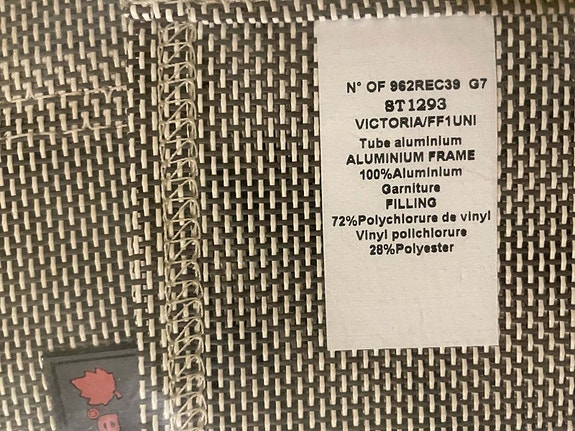 N° OF 962REC39 G7
ST1293
VICTORIA/FF1UNI
Tube aluminium
ALUMINIUM FRAME
100%Aluminium
Garniture
FILLING
72%Polychlorure de vinyl
Vinyl polichlorure
28%Polyester